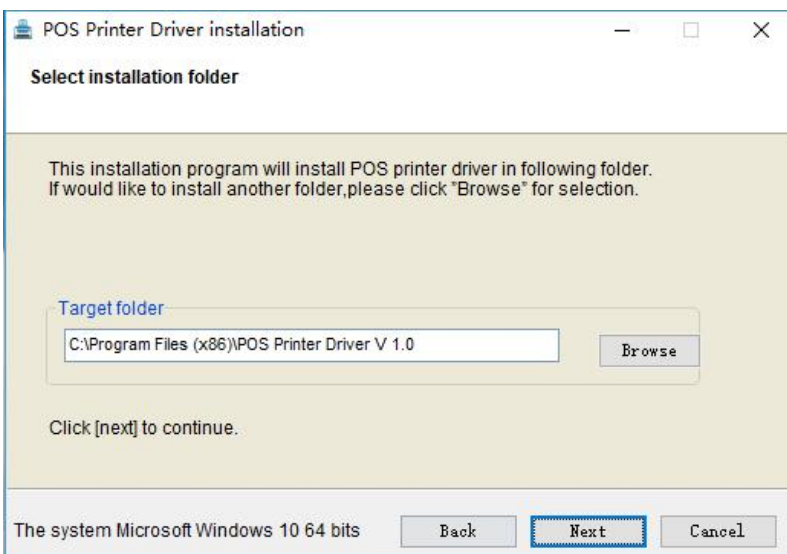 POS Printer Driver installation
Select installation folder
This installation program will install POS printer driver in following folder.
If would like to install another folder,please click "Browse" for selection.
Target folder
C:\Program Files (x86)\POS Printer Driver V 1.0
Browse
Click [next] to continue.
The system Microsoft Windows 10 64 bits
Back
Next
Cancel